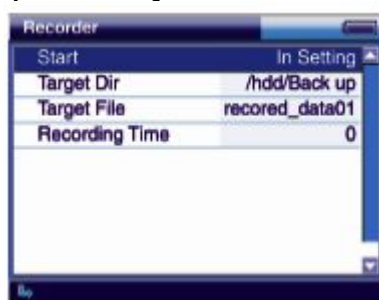 Recorder
Start In Setting
Target Dir /hdd/Back up
Target File recored_data01
Recording Time 0